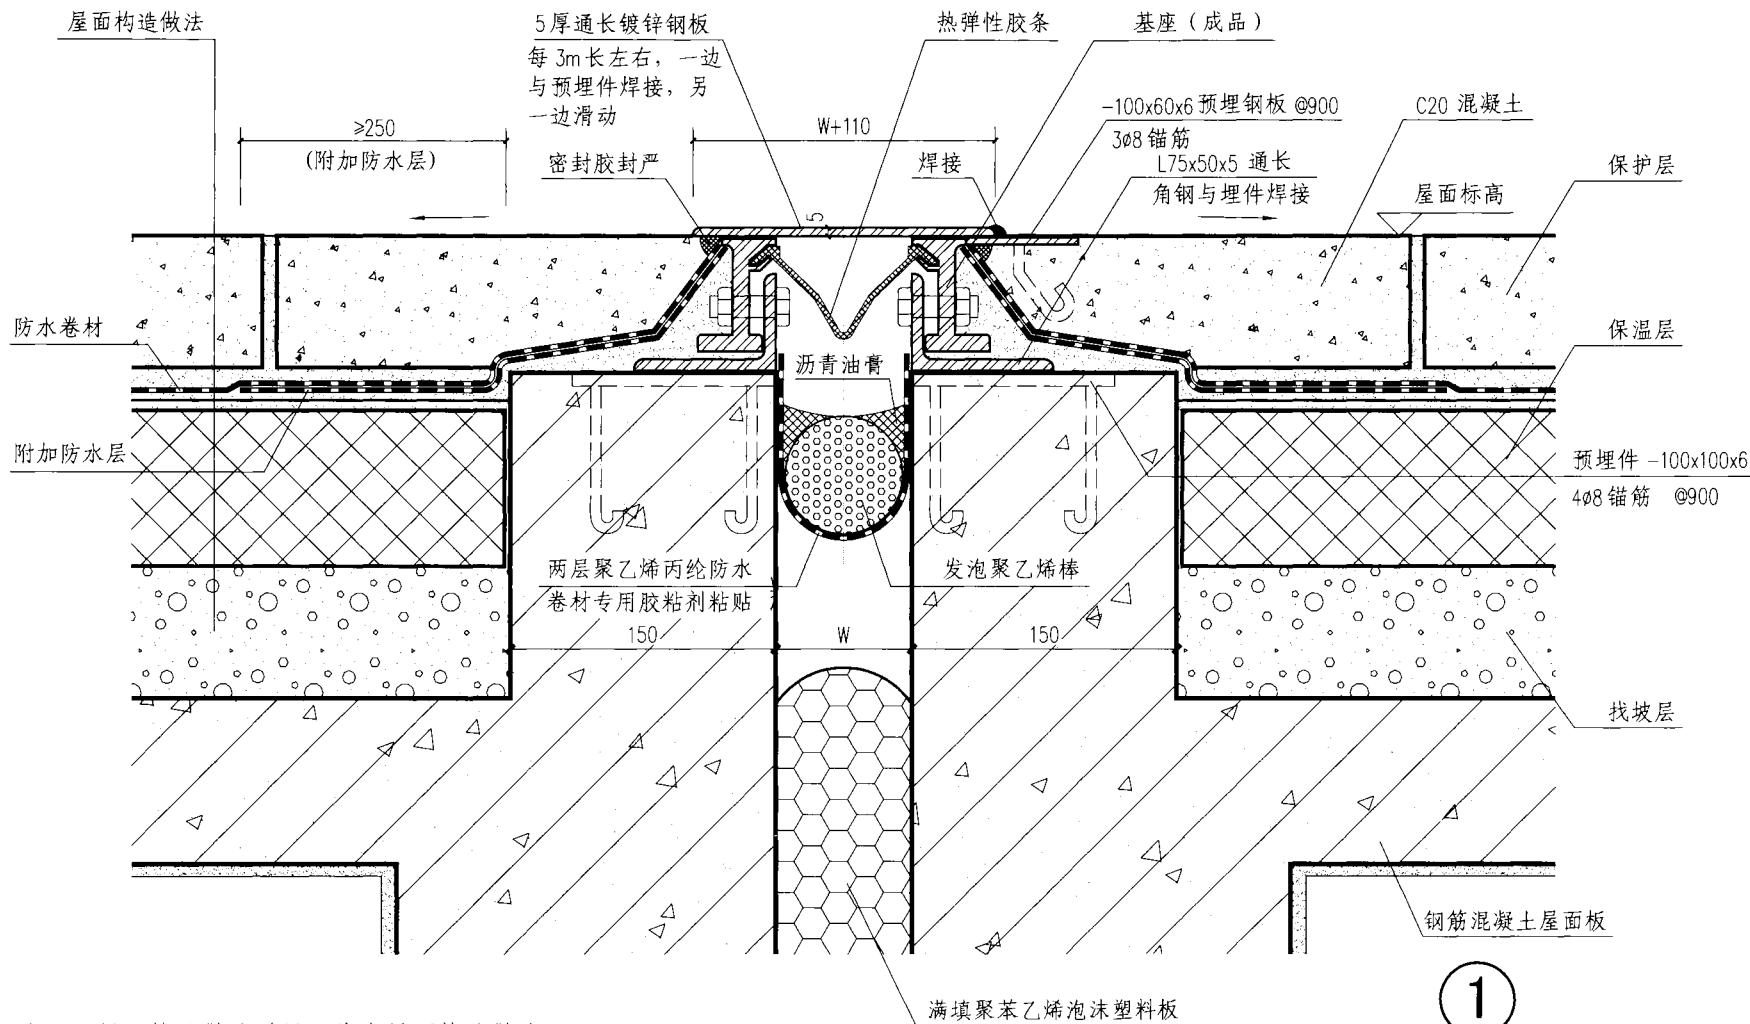 屋面构造做法
5厚通长镀锌钢板
每3m长左右，一边
与预埋件焊接，另
一边滑动
热弹性胶条
基座（成品）
-100x60x6预埋钢板 @900
3ø8锚筋
C20 混凝土
≥250
(附加防水层)
W+110
密封胶封严
焊接
L75x50x5 通长
角钢与埋件焊接
屋面标高
保护层
5
防水卷材
保温层
沥青油膏
附加防水层
预埋件 -100x100x6
4ø8锚筋 @900
两层聚乙烯丙纶防水
卷材专用胶粘剂粘贴
发泡聚乙烯棒
150
W
150
找坡层
钢筋混凝土屋面板
满填聚苯乙烯泡沫塑料板
1